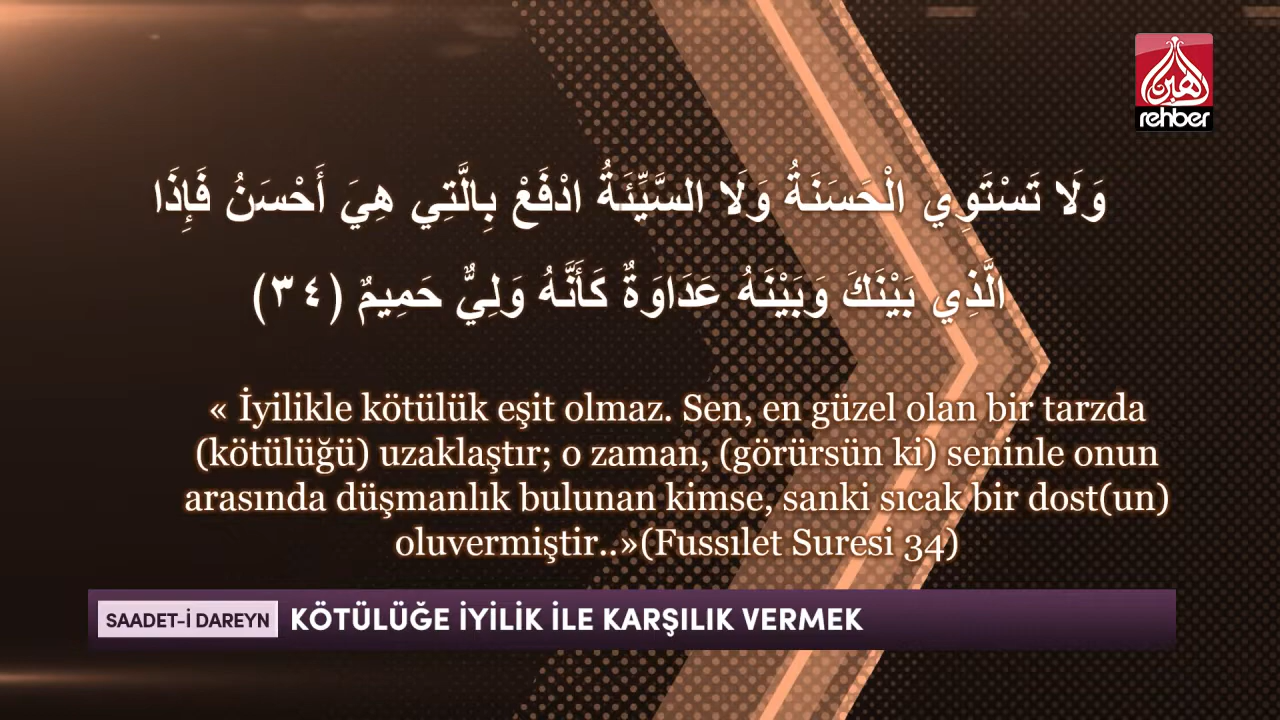 رهبر
rehber
وَلَا تَسْتَوِي الْحَسَنَةُ وَلَا السَّيِّئَةُ ادْفَعْ بِالَّتِي هِيَ أَحْسَنُ فَإِذَا
الَّذِي بَيْنَكَ وَبَيْنَهُ عَدَاوَةٌ كَأَنَّهُ وَلِيٌّ حَمِيمٌ (٣٤)
« İyilikle kötülük eşit olmaz. Sen, en güzel olan bir tarzda
(kötülüğü) uzaklaştır; o zaman, (görürsün ki) seninle onun
arasında düşmanlık bulunan kimse, sanki sıcak bir dost(un)
oluvermiştir..»(Fussılet Suresi 34)
SAADET-İ DAREYN KÖTÜLÜĞE İYİLİK İLE KARŞILIK VERMEK